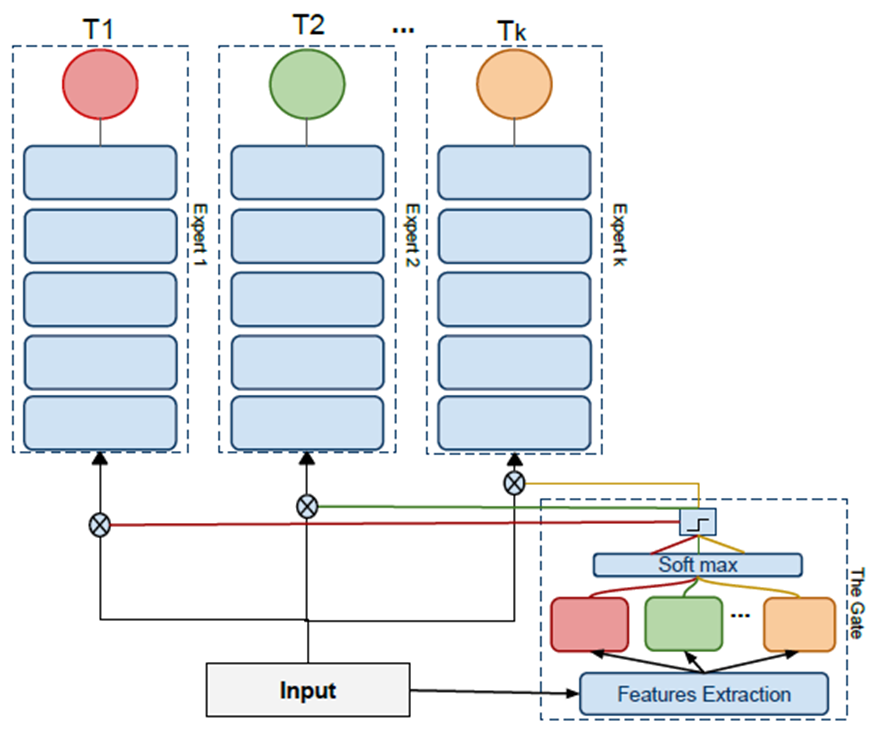 T1
T2
...
Tk
Expert 1
Expert 2
Expert k
Soft max
...
The Gate
Input
Features Extraction